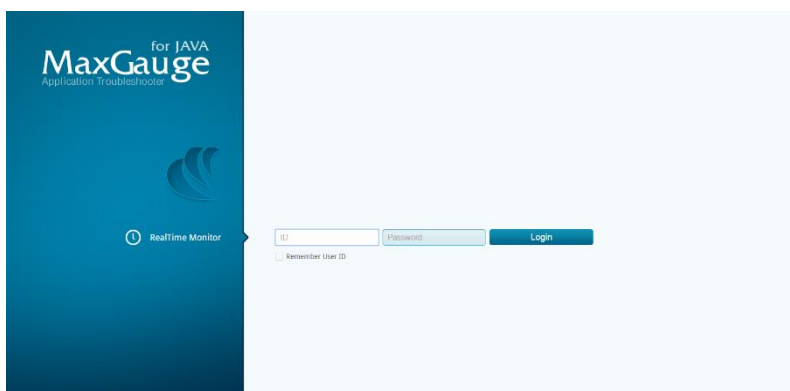 for JAVA
MaxGauge
Application Troubleshooter
RealTime Monitor
ID
Password
Login
Remember User ID